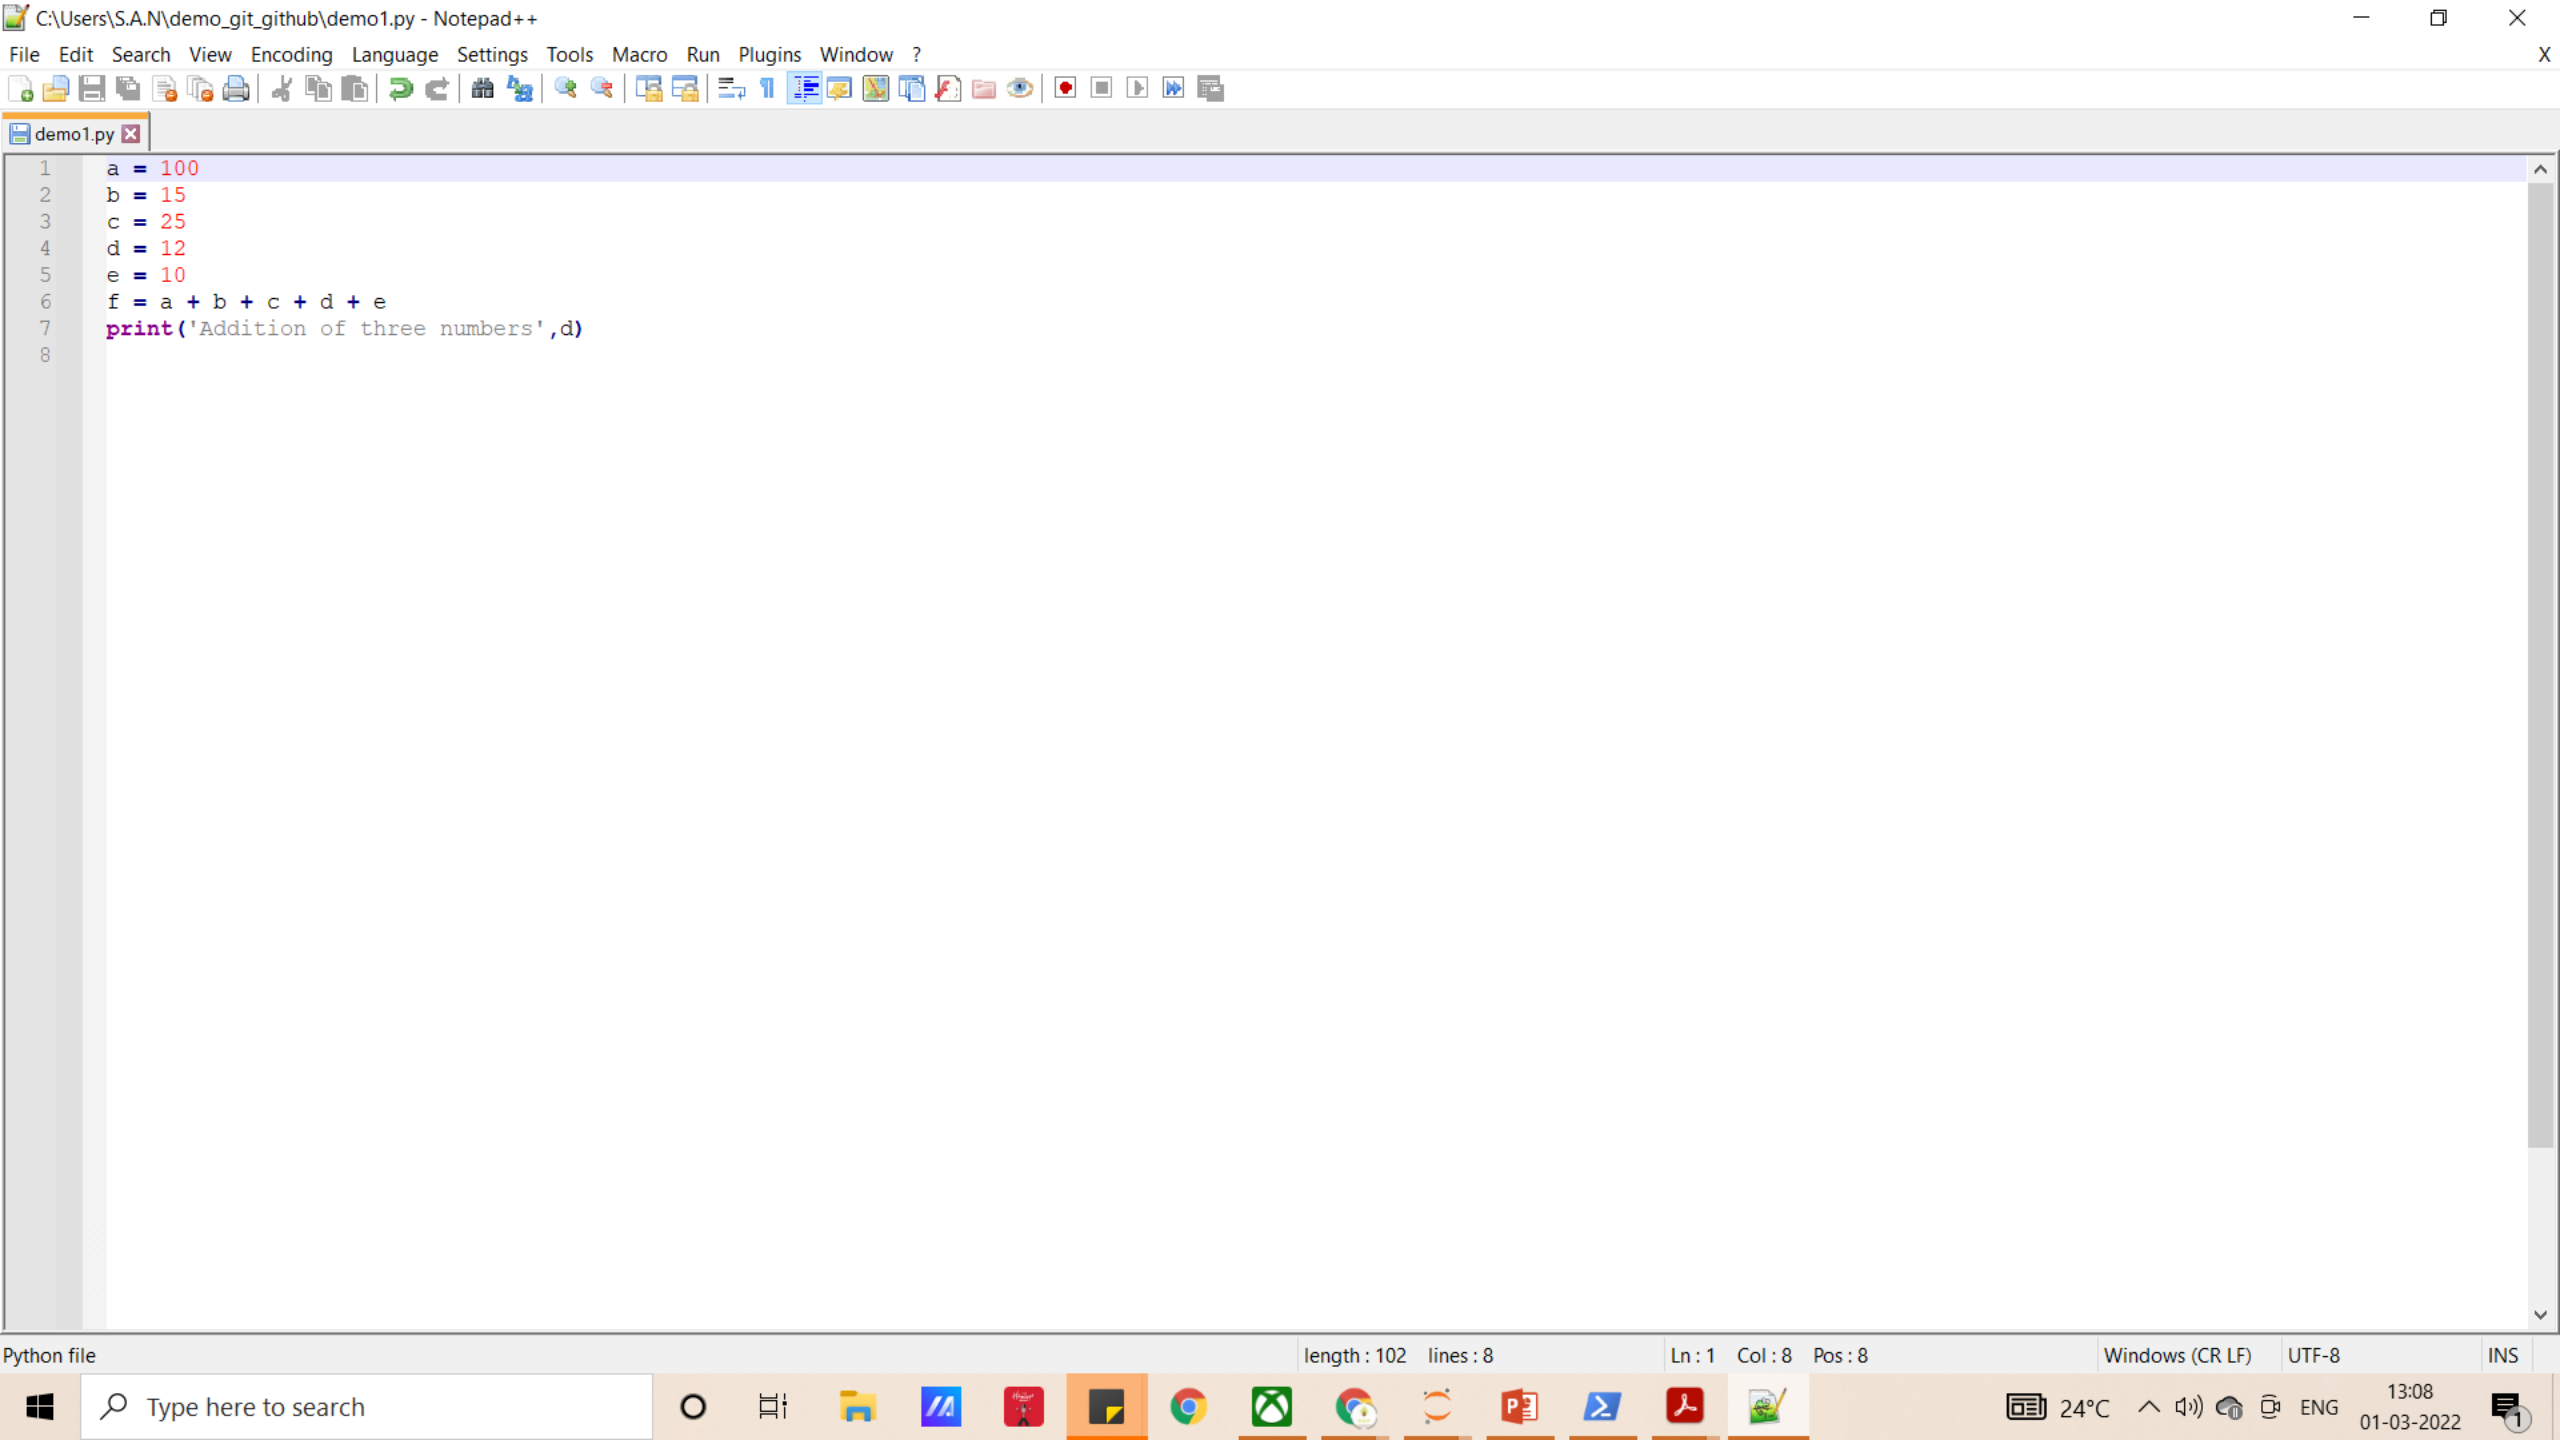 C:\Users\S.A.N\demo_git_github\demo1.py - Notepad++
File Edit Search View Encoding Language Settings Tools Macro Run Plugins Window ? X
demo1.py
1 a = 100
2 b = 15
3 c = 25
4 d = 12
5 e = 10
6 f = a + b + c + d + e
7 print('Addition of three numbers',d)
8
Python file length : 102 lines : 8 Ln : 1 Col : 8 Pos : 8 Windows (CR LF) UTF-8 INS
Type here to search 24°C ENG 13:08
01-03-2022 1